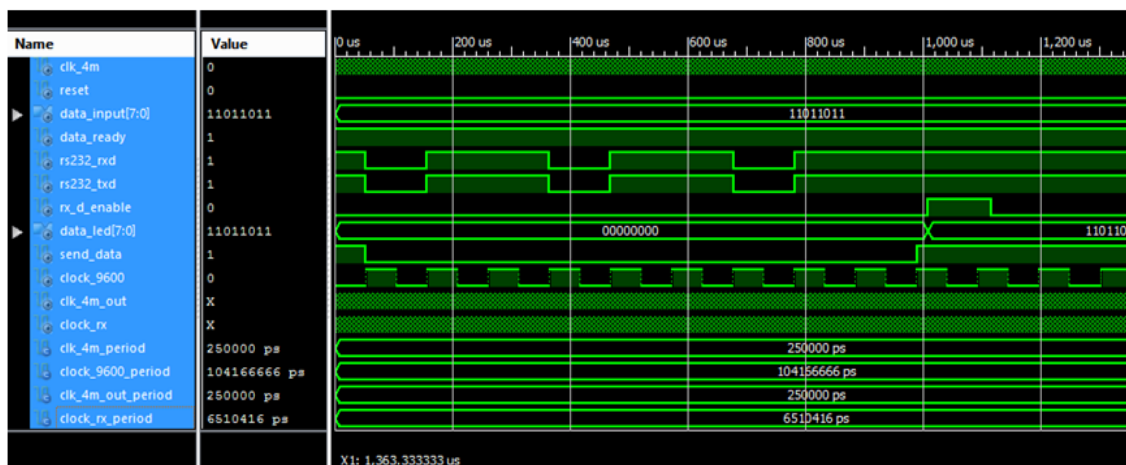 Name Value 0 us 200 us 400 us 600 us 800 us 1,000 us 1,200 us
clk_4m 0
reset 0
data_input[7:0] 11011011 11011011
data_ready 1
rs232_rxd 1
rs232_txd 1
rx_d_enable 0
data_led[7:0] 11011011 00000000 110110
send_data 1
clock_9600 0
clk_4m_out X
clock_rx X
clk_4m_period 250000 ps 250000 ps
clock_9600_period 104166666 ps 104166666 ps
clk_4m_out_period 250000 ps 250000 ps
clock_rx_period 6510416 ps 6510416 ps
X1: 1,363.333333 us